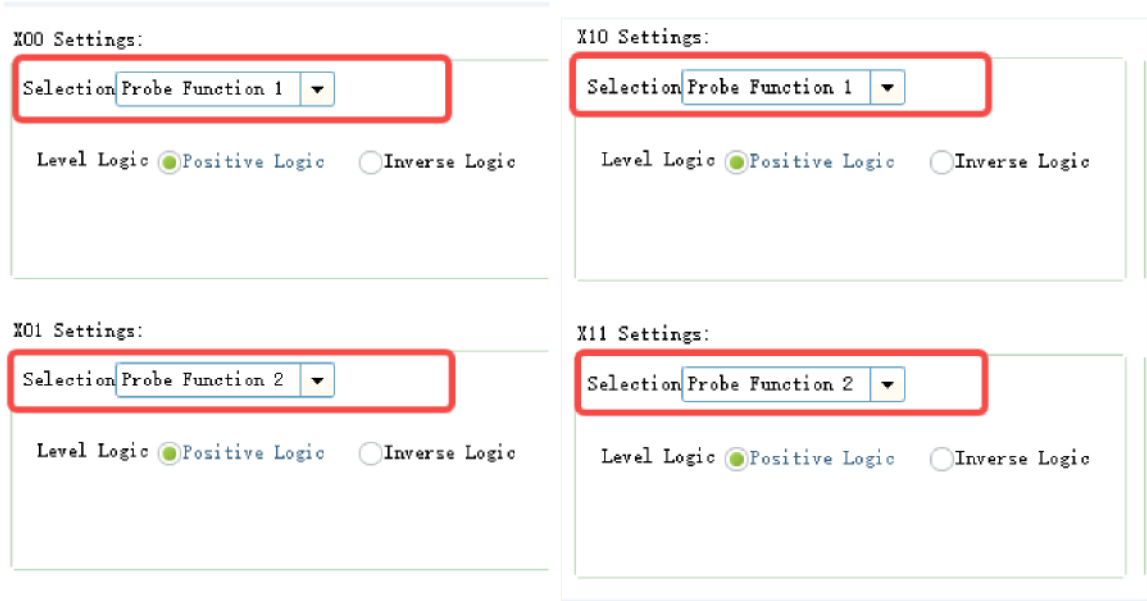 X00 Settings:
Selection Probe Function 1
Level Logic Positive Logic Inverse Logic
X01 Settings:
Selection Probe Function 2
Level Logic Positive Logic Inverse Logic
X10 Settings:
Selection Probe Function 1
Level Logic Positive Logic Inverse Logic
X11 Settings:
Selection Probe Function 2
Level Logic Positive Logic Inverse Logic